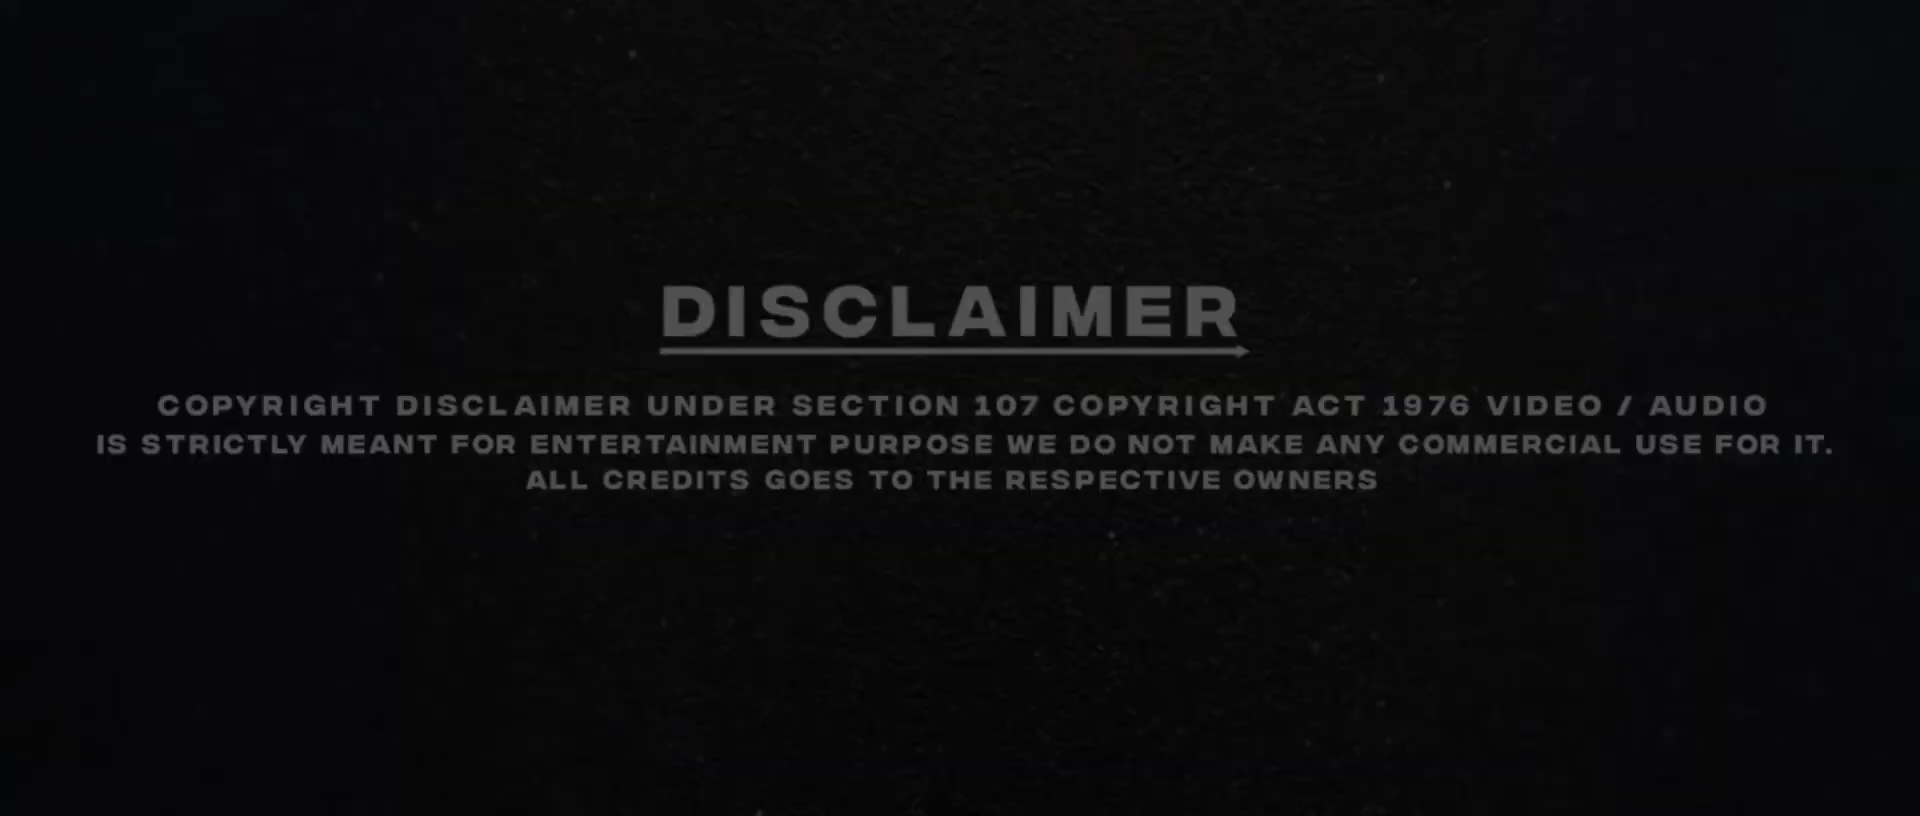 DISCLAIMER
COPYRIGHT DISCLAIMER UNDER SECTION 107 COPYRIGHT ACT 1976 VIDEO / AUDIO
IS STRICTLY MEANT FOR ENTERTAINMENT PURPOSE WE DO NOT MAKE ANY COMMERCIAL USE FOR IT.
ALL CREDITS GOES TO THE RESPECTIVE OWNERS